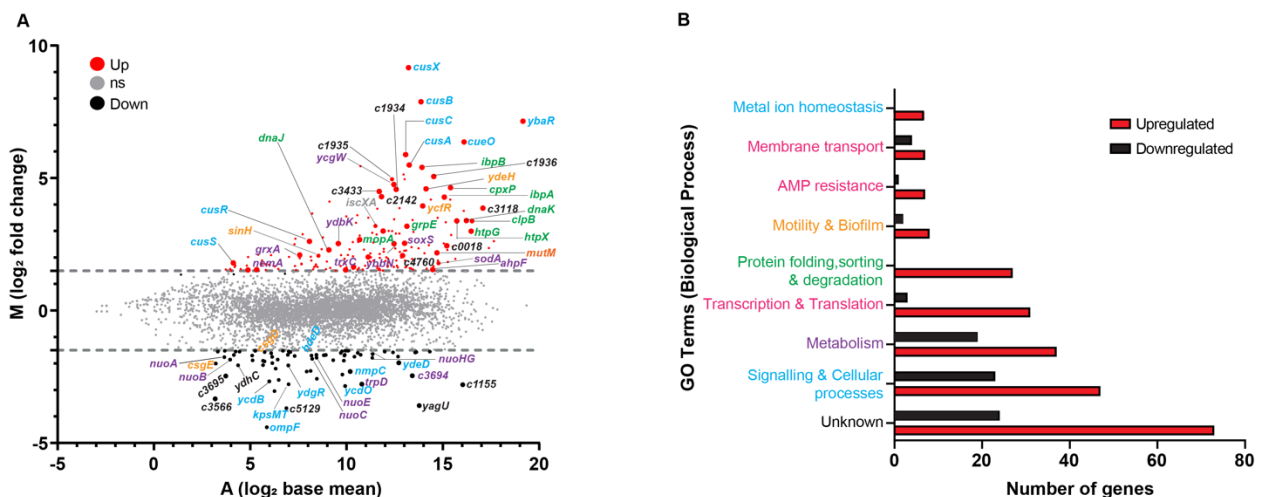 A
10
5
0
-5
M (log₂ fold change)
Up
ns
Down
cusX
cusB
c1934
cusC
ybaR
dnaJ
cusA
cueO
c1935
ycgW
ibpB
c1936
ydeH
cpxP
c3433
iscXA
c2142
ibpA
cusR
ycfR
c3118
dnaK
sinH
ydbK
grpE
clpB
cusS
mopA
soxS
htpG
htpX
grxA
c0018
mutM
nemA
trxC
c4760
sodA
ahpF
nuoA
csgE
nuoB
nuoHG
c3695
ydhC
nmpC
ydeD
c3694
trpD
ycdB
ydgR
ycdO
nuoE
c1155
c3566
kpsMT
c5129
nuoC
yagU
ompF
-5 0 5 10 15 20
A (log₂ base mean)
B
GO Terms (Biological Process)
Metal ion homeostasis
Membrane transport
AMP resistance
Motility & Biofilm
Protein folding,sorting
& degradation
Transcription & Translation
Metabolism
Signalling & Cellular
processes
Unknown
Upregulated
Downregulated
0 20 40 60 80
Number of genes